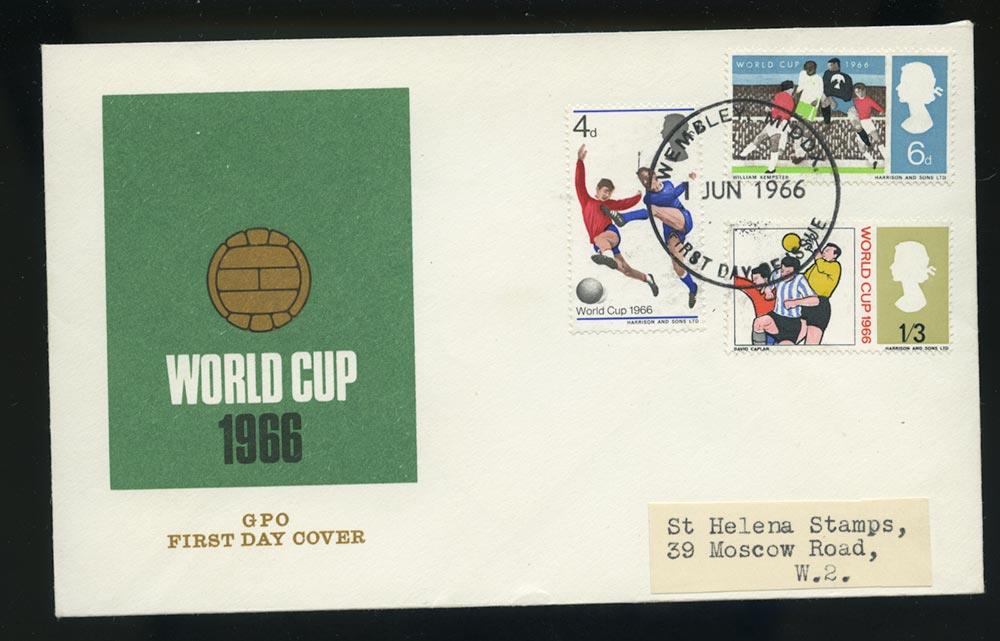 WORLD CUP
1966
GPO
FIRST DAY COVER
4d
World Cup 1966
HARRISON AND SONS LTD
WORLD CUP 1966
6d
WILLIAM KEMPSTER
HARRISON AND SONS LTD
WEMBLEY, MIDDX
1 JUN 1966
FIRST DAY OF ISSUE
WORLD CUP 1966
1/3
DAVID CAPLAN
HARRISON AND SONS LTD
St Helena Stamps,
39 Moscow Road,
W.2.